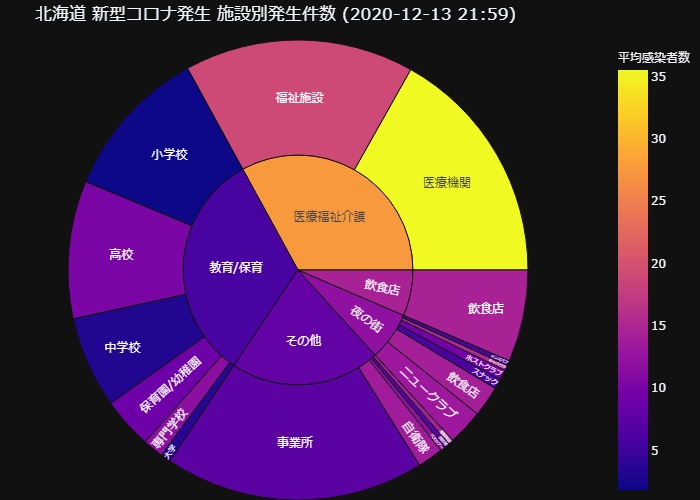 北海道 新型コロナ発生 施設別発生件数 (2020-12-13 21:59)
平均感染者数
35
30
25
20
15
10
5
福祉施設
医療機関
医療福祉介護
小学校
高校
教育/保育
中学校
保育園/幼稚園
専門学校
大学
その他
事業所
自衛隊
夜の街
ニュークラブ
飲食店
スナック
ホストクラブ
飲食店
飲食店